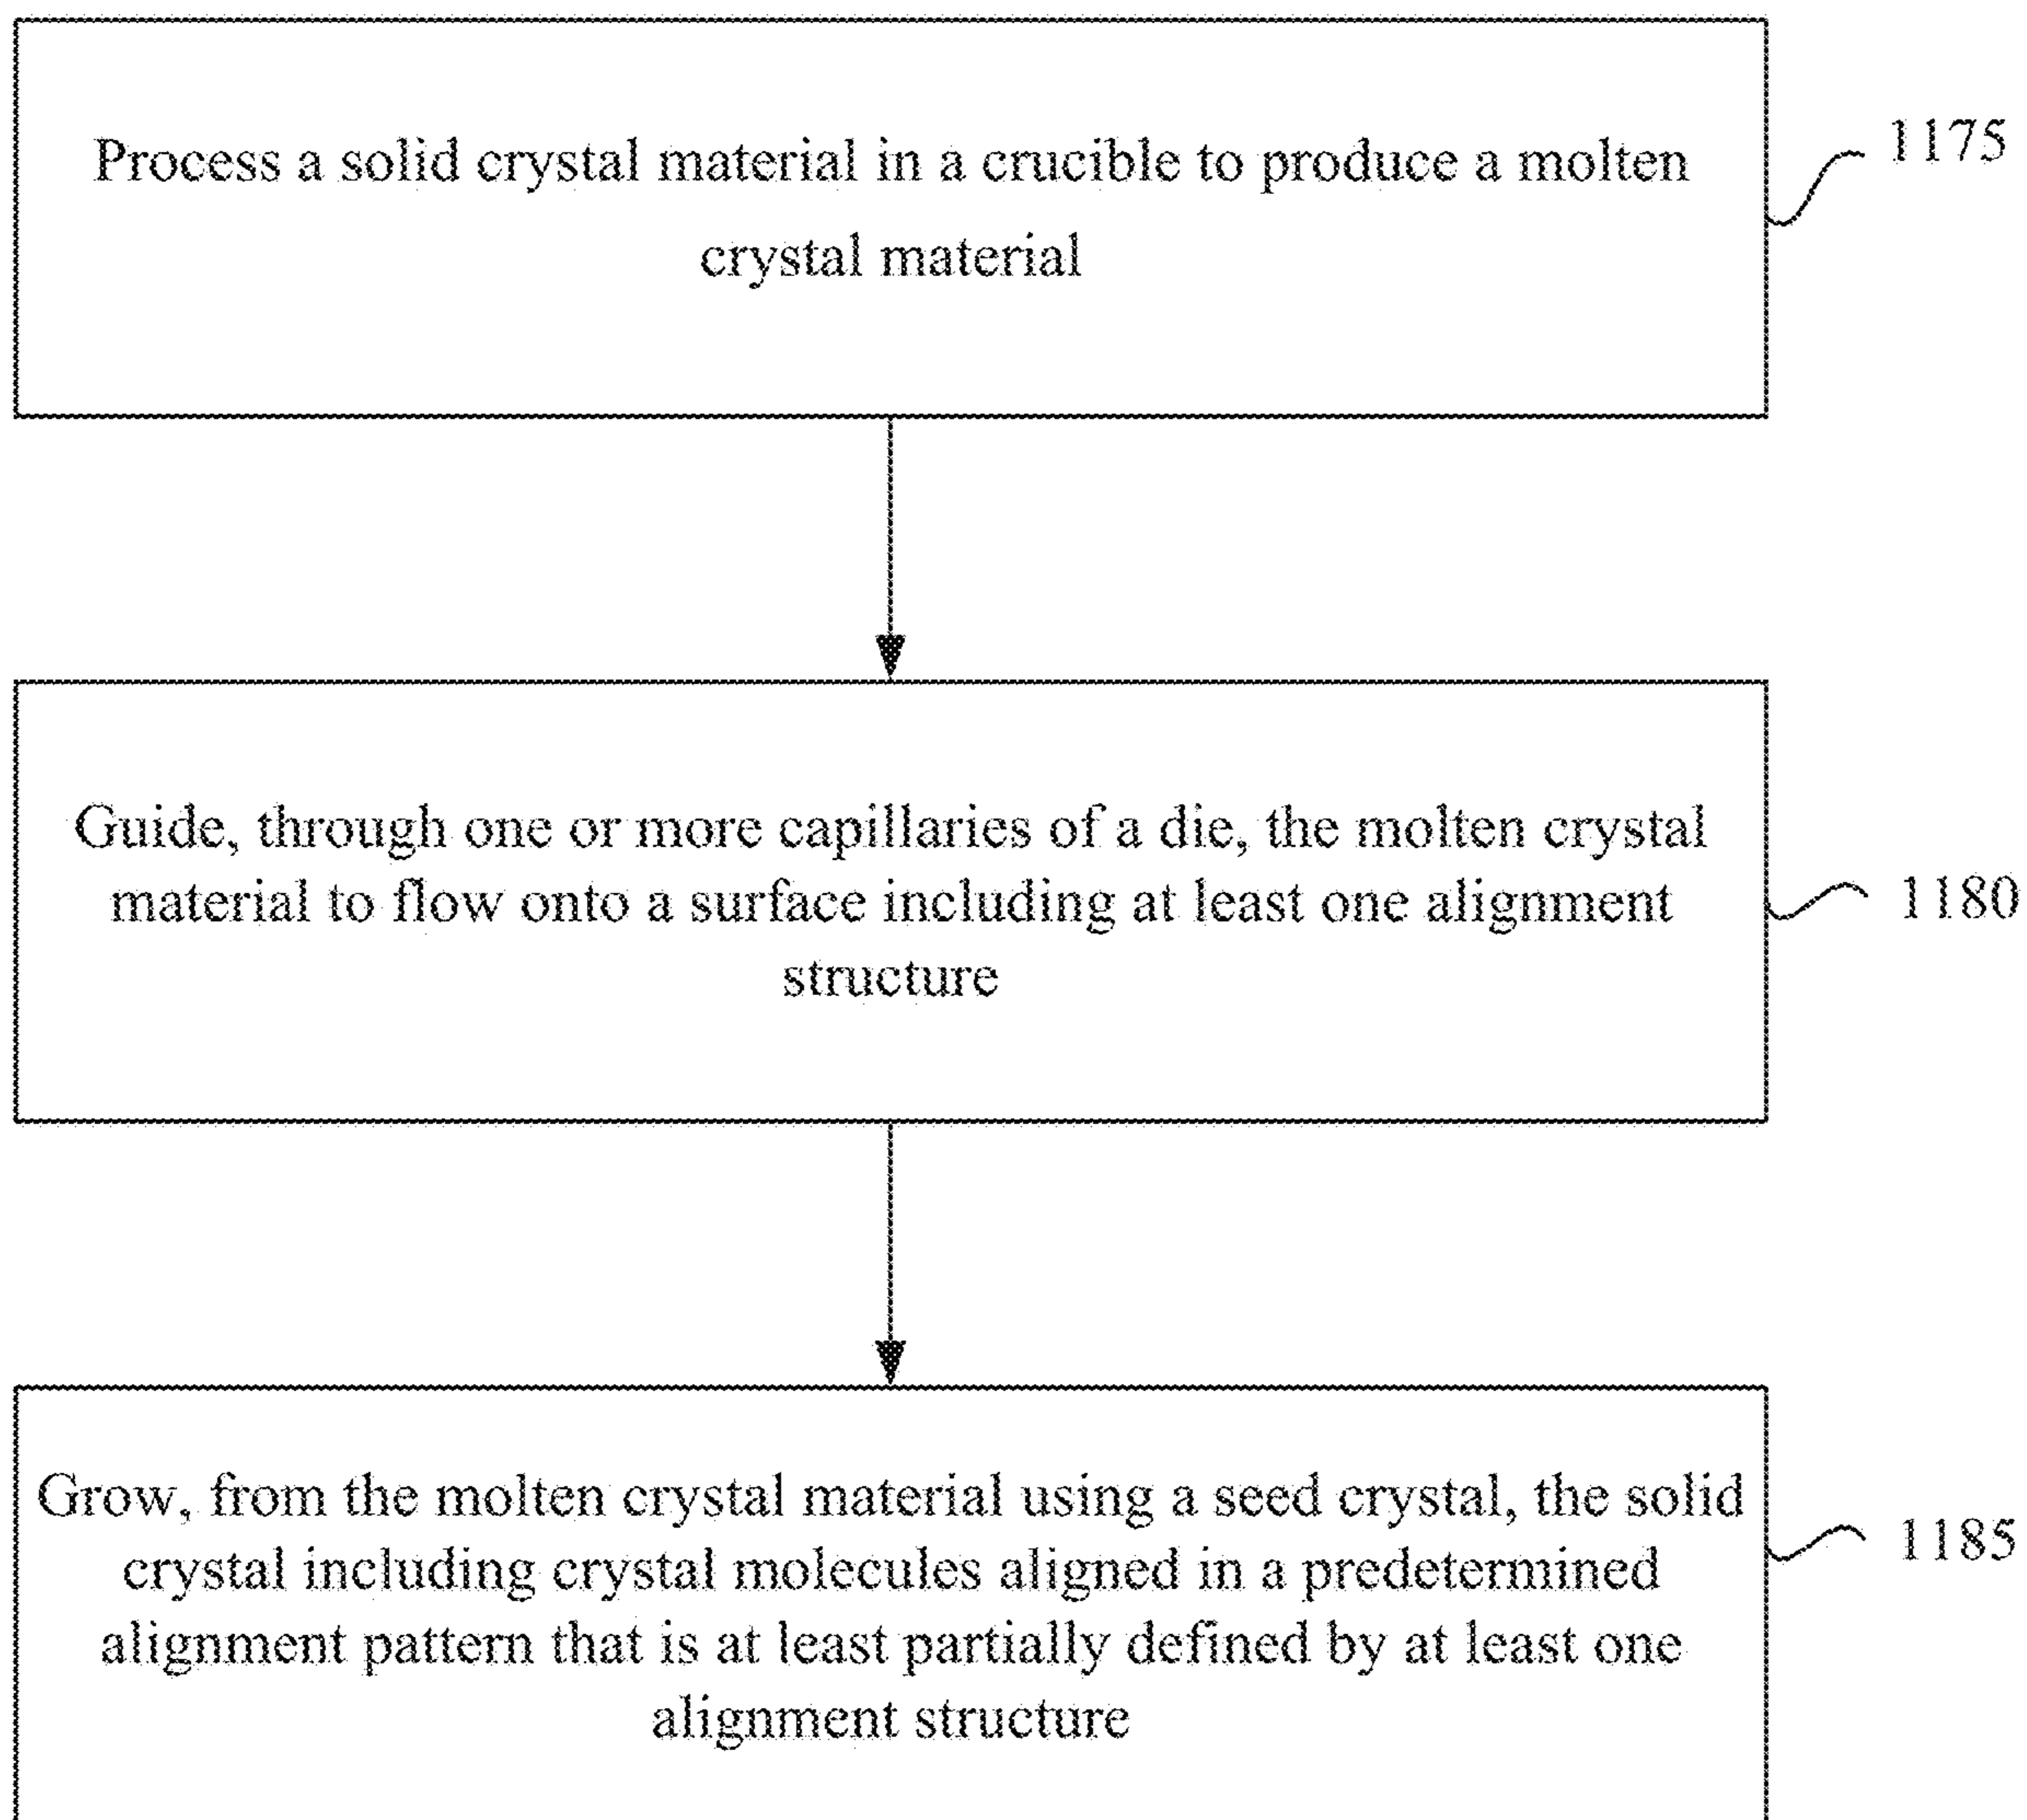 Process a solid crystal material in a crucible to produce a molten
crystal material
1175
Guide, through one or more capillaries of a die, the molten crystal
material to flow onto a surface including at least one alignment
structure
1180
Grow, from the molten crystal material using a seed crystal, the solid
crystal including crystal molecules aligned in a predetermined
alignment pattern that is at least partially defined by at least one
alignment structure
1185